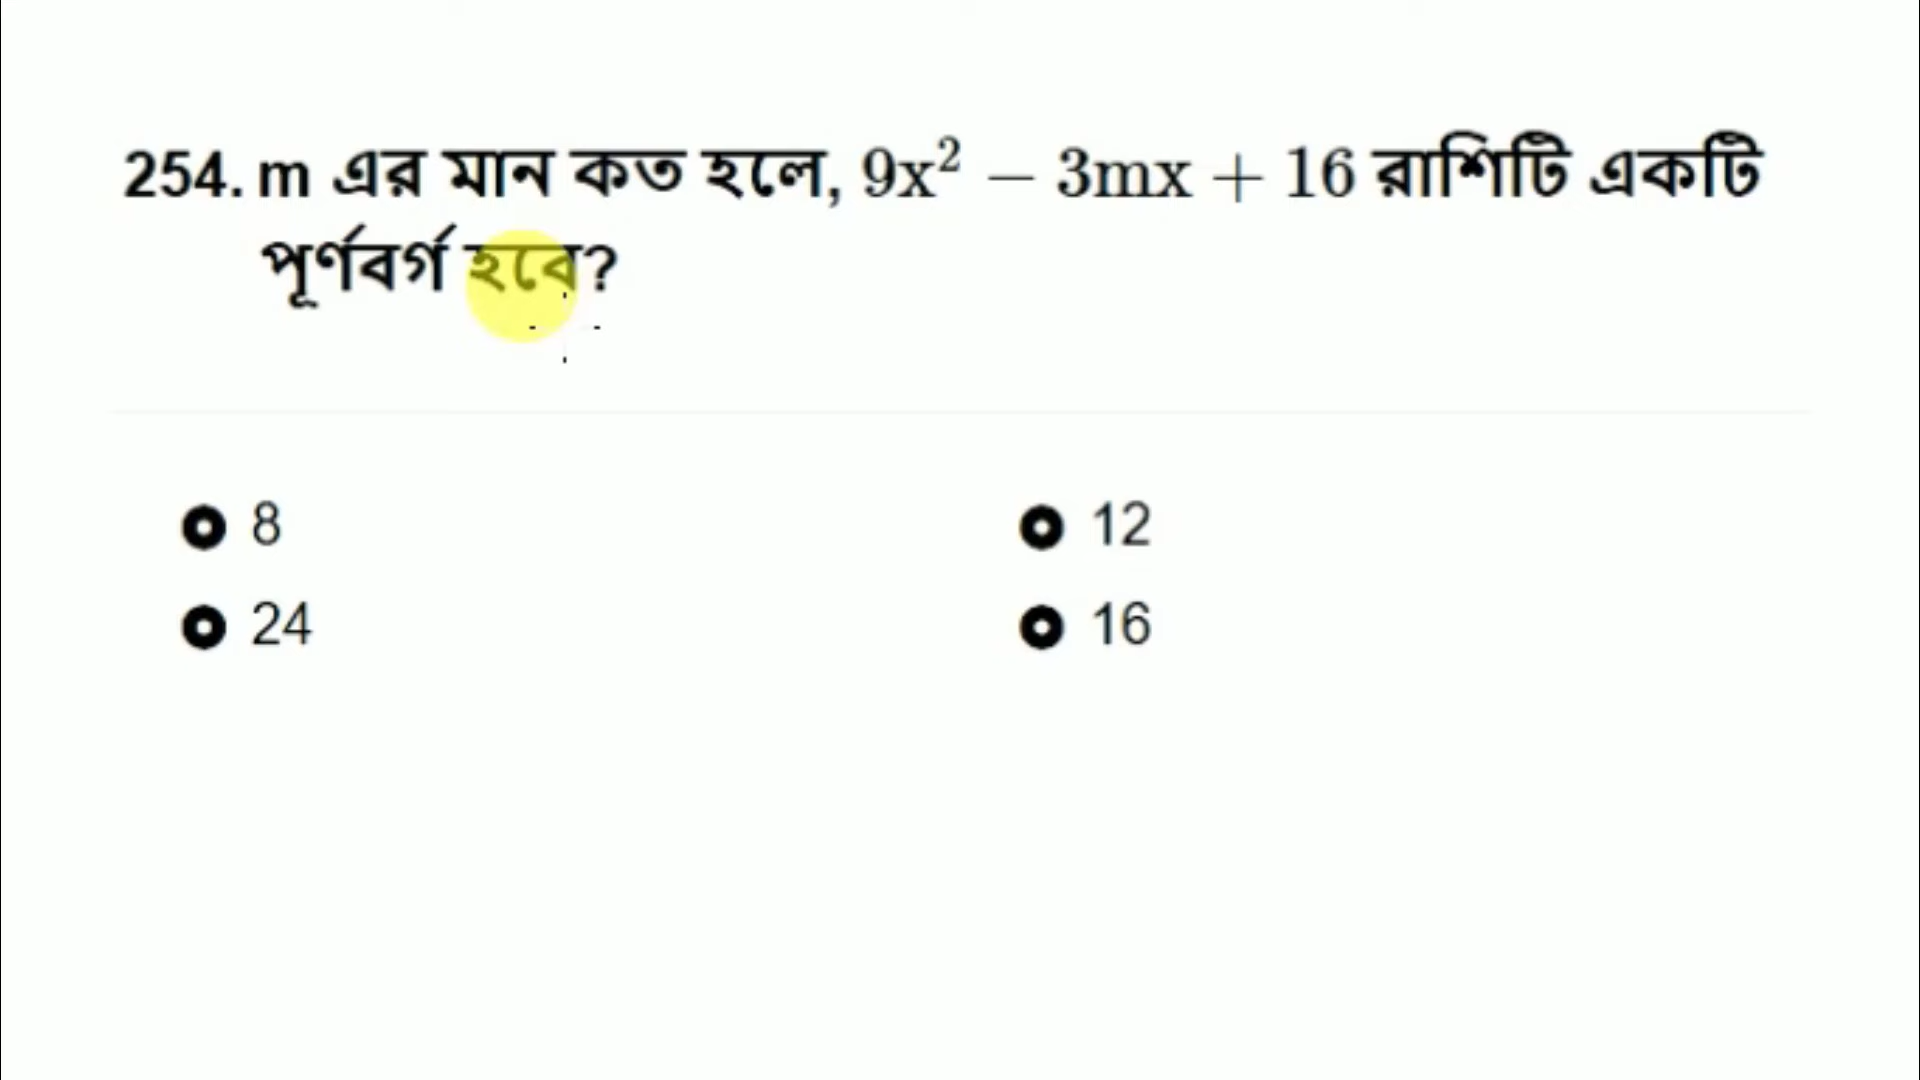 254. m এর মান কত হলে, 9x² − 3mx + 16 রাশিটি একটি
পূর্ণবর্গ হবে?
8
12
24
16